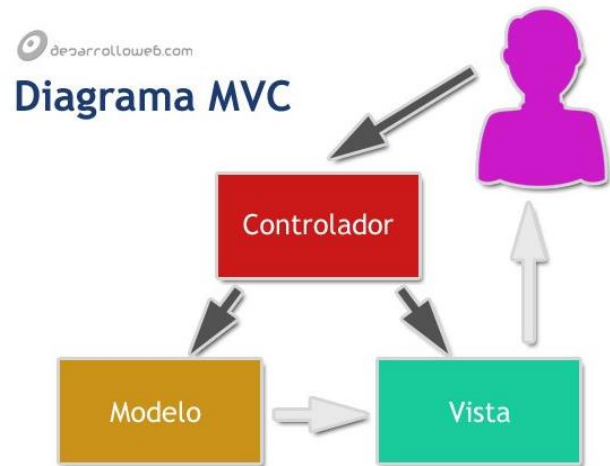 desarrolloweb.com
Diagrama MVC
Controlador
Modelo
Vista